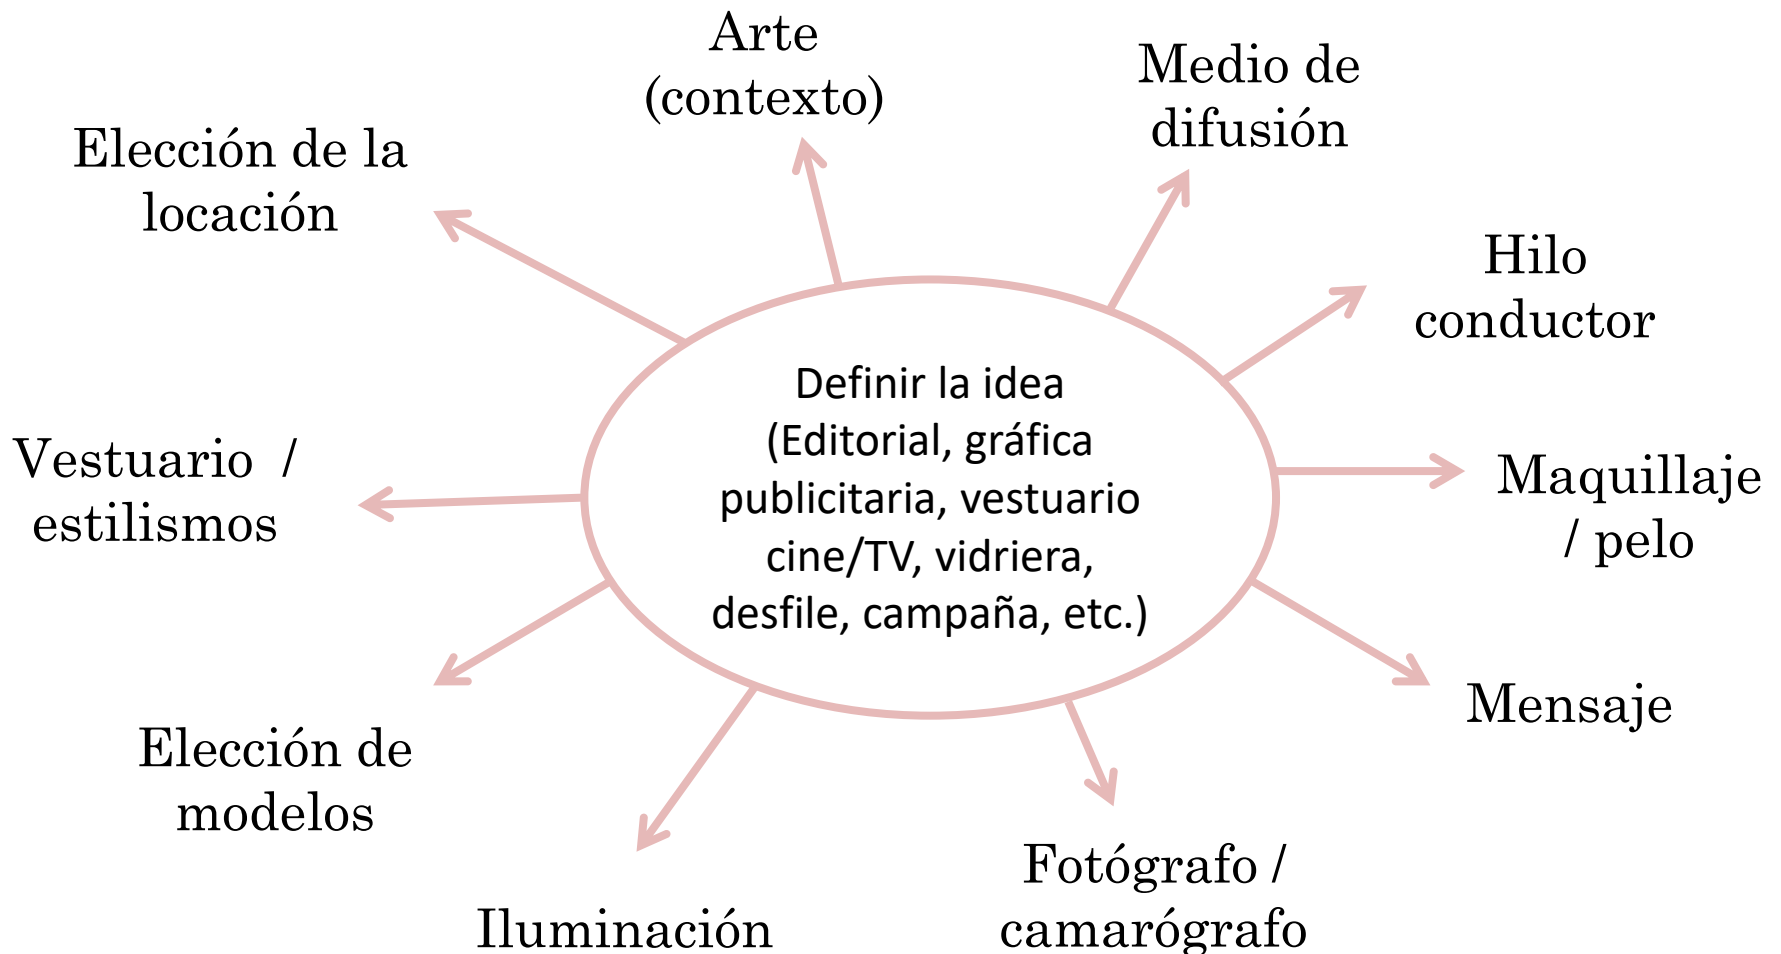 Arte
(contexto)
Medio de
difusión
Elección de la
locación
Hilo
conductor
Definir la idea
(Editorial, gráfica
publicitaria, vestuario
cine/TV, vidriera,
desfile, campaña, etc.)
Vestuario /
estilismos
Maquillaje
/ pelo
Mensaje
Elección de
modelos
Fotógrafo /
camarógrafo
Iluminación